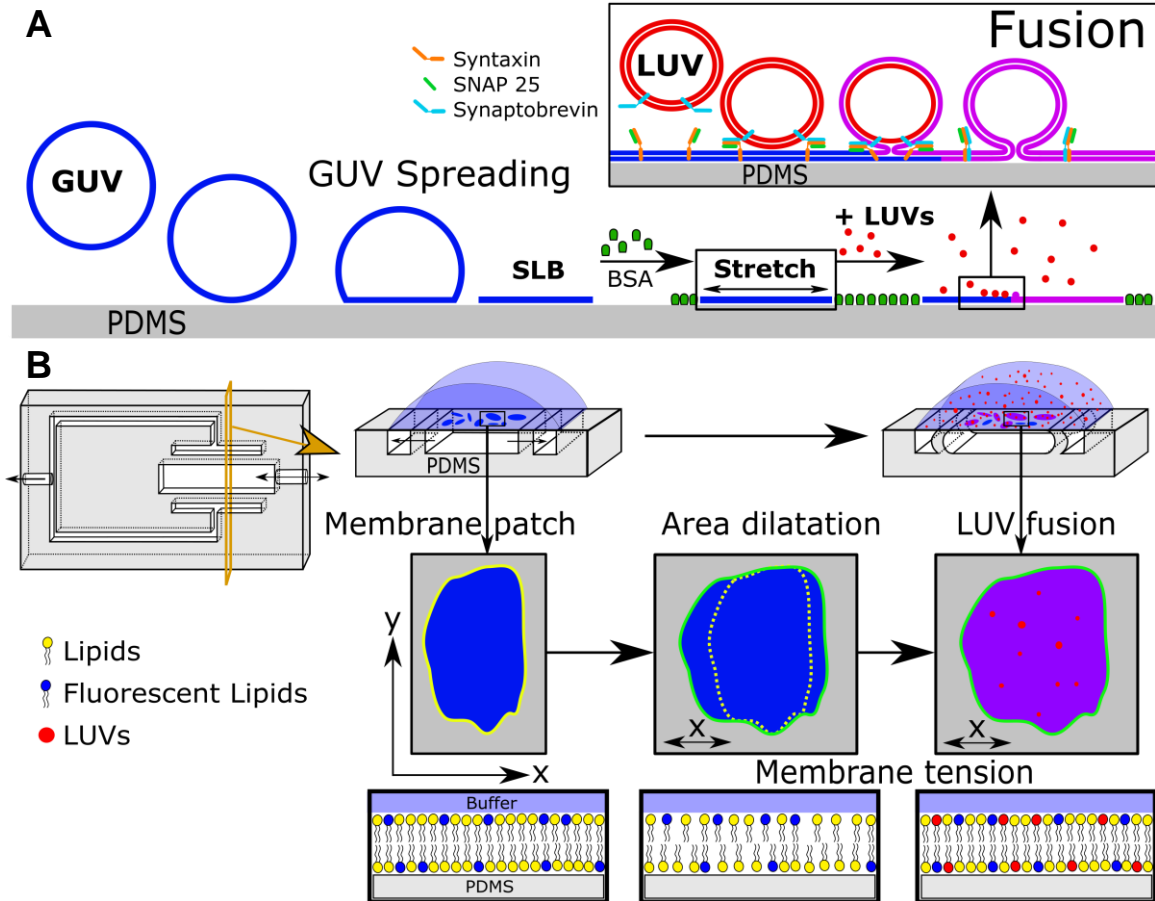 A
Syntaxin
SNAP 25
Synaptobrevin
Fusion
LUV
PDMS
GUV
GUV Spreading
SLB
BSA
Stretch
+ LUVs
PDMS
B
PDMS
Membrane patch
Area dilatation
LUV fusion
y
x
x
x
Lipids
Fluorescent Lipids
LUVs
Membrane tension
Buffer
PDMS